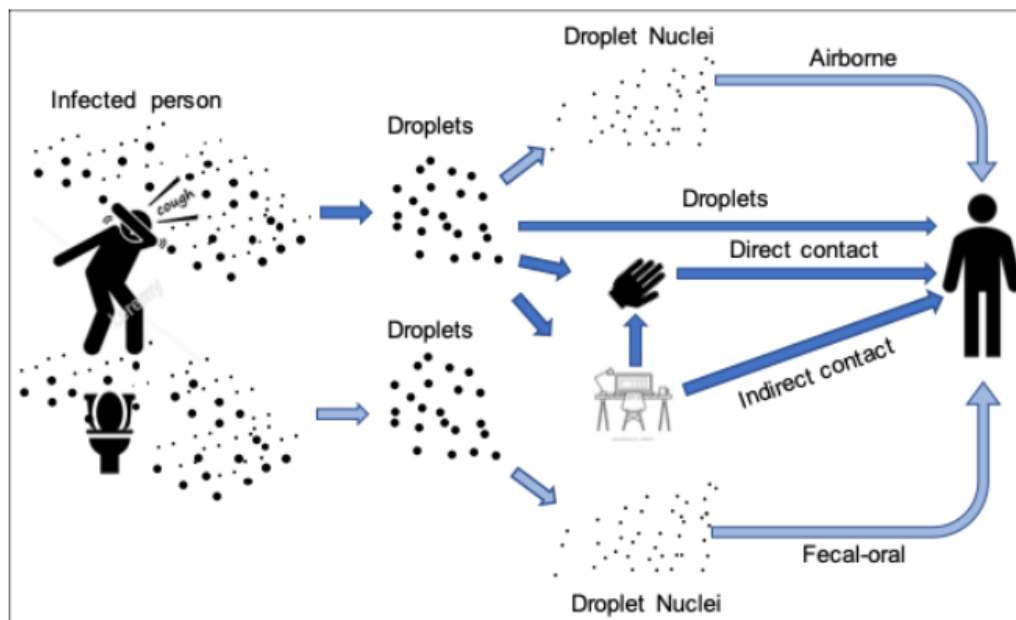 Droplet Nuclei
Airborne
Infected person
Droplets
cough
Droplets
Direct contact
Droplets
Indirect contact
Fecal-oral
Droplet Nuclei